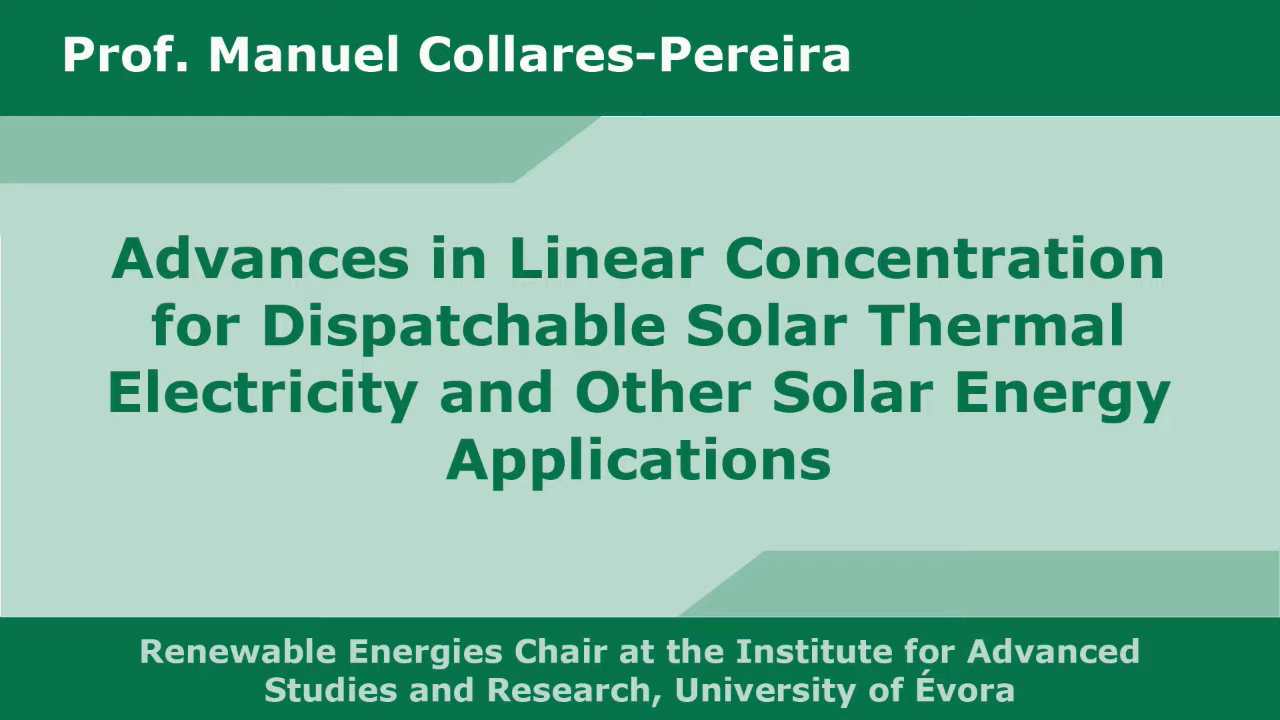 Prof. Manuel Collares-Pereira
Advances in Linear Concentration
for Dispatchable Solar Thermal
Electricity and Other Solar Energy
Applications
Renewable Energies Chair at the Institute for Advanced
Studies and Research, University of Évora